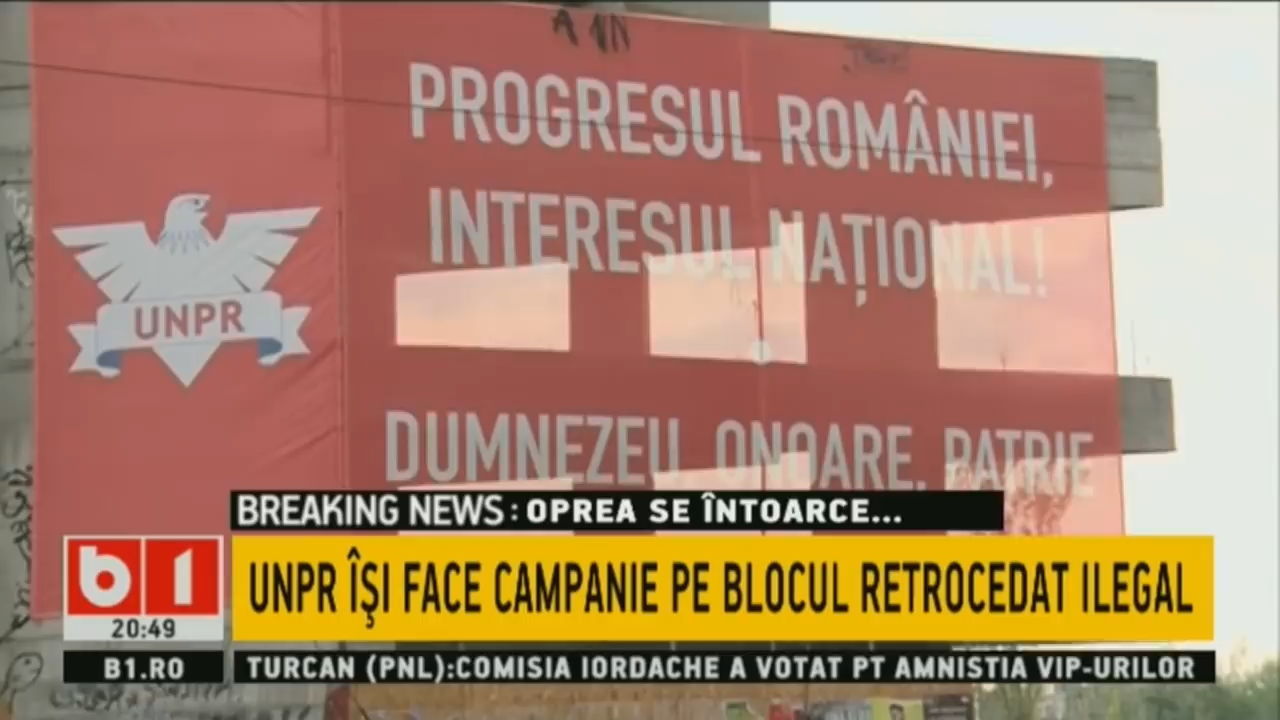 PROGRESUL ROMÂNIEI,
INTERESUL NAȚIONAL!
UNPR
DUMNEZEU, ONOARE, PATRIE
BREAKING NEWS: OPREA SE ÎNTOARCE...
b1
UNPR ÎŞI FACE CAMPANIE PE BLOCUL RETROCEDAT ILEGAL
20:49
B1.RO
TURCAN (PNL):COMISIA IORDACHE A VOTAT PT AMNISTIA VIP-URILOR